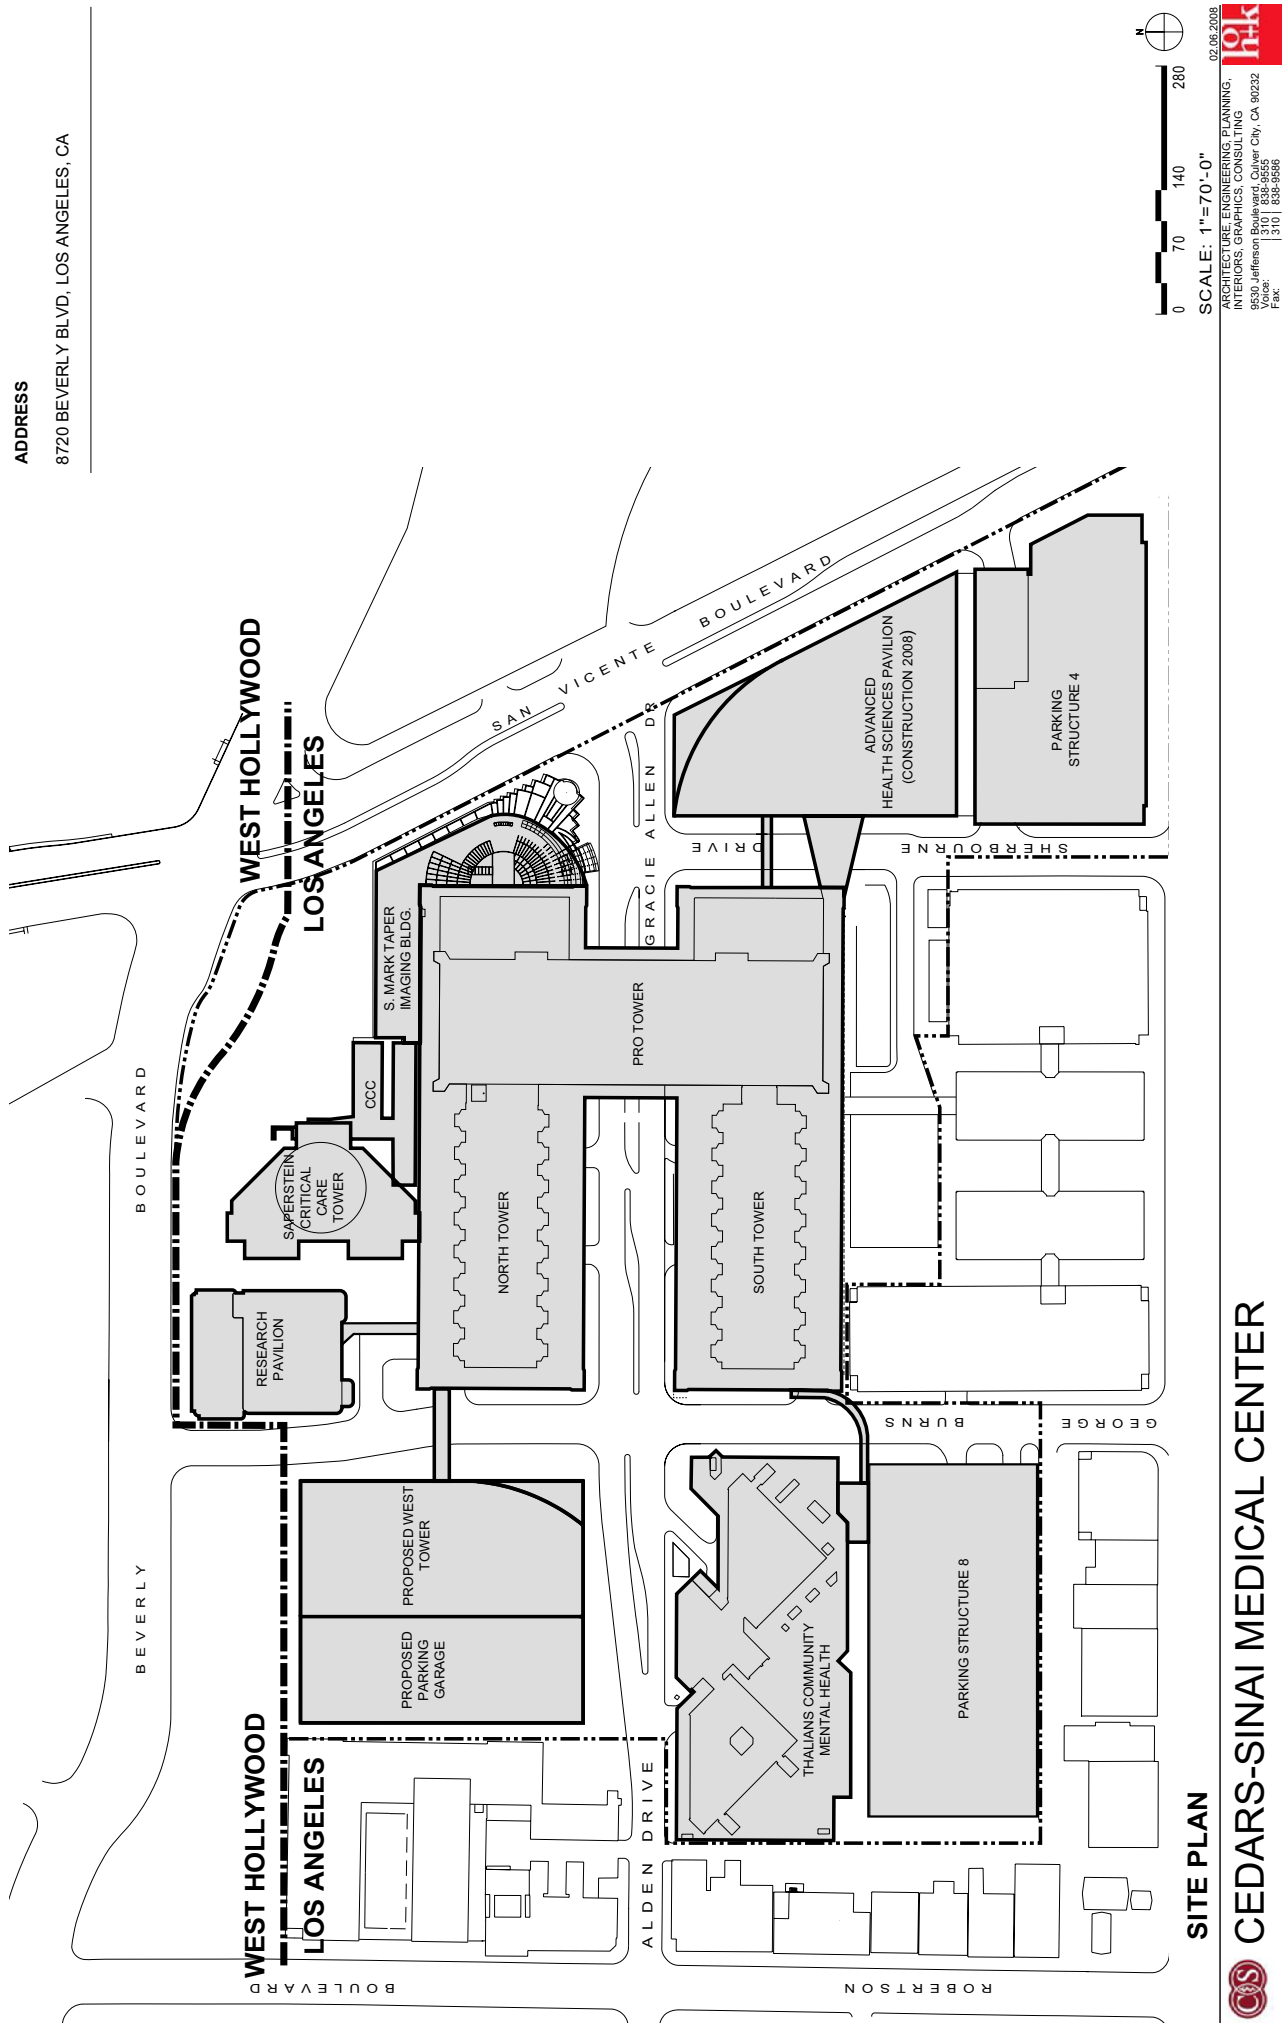 ADDRESS
8720 BEVERLY BLVD, LOS ANGELES, CA
WEST HOLLYWOOD
LOS ANGELES
WEST HOLLYWOOD
LOS ANGELES
BEVERLY BOULEVARD
SAN VICENTE BOULEVARD
GRACIE ALLEN DR
ALDEN DRIVE
SHERBOURNE DRIVE
GEORGE BURNS
ROBERTSON BOULEVARD
RESEARCH
PAVILION
SAPERSTEIN
CRITICAL
CARE
TOWER
CCC
S. MARK TAPER
IMAGING BLDG.
PROPOSED
PARKING
GARAGE
PROPOSED WEST
TOWER
NORTH TOWER
PRO TOWER
SOUTH TOWER
THALIANS COMMUNITY
MENTAL HEALTH
PARKING STRUCTURE 8
ADVANCED
HEALTH SCIENCES PAVILION
(CONSTRUCTION 2008)
PARKING
STRUCTURE 4
N
0 70 140 280
SCALE: 1"=70'-0"
SITE PLAN
CEDARS-SINAI MEDICAL CENTER
02.06.2008
hok
ARCHITECTURE, ENGINEERING, PLANNING,
INTERIORS, GRAPHICS, CONSULTING
9530 Jefferson Boulevard, Culver City, CA 90232
Voice: | 310 | 838-9555
Fax: | 310 | 838-9586